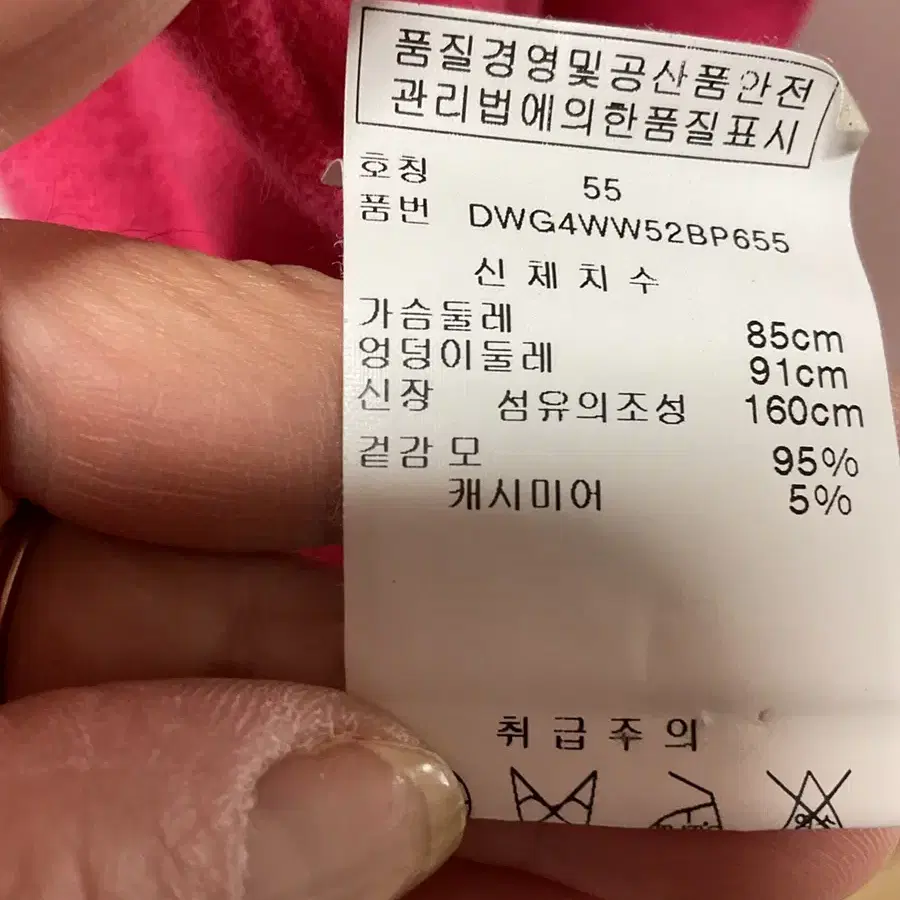 품질경영및공산품안전
관리법에의한품질표시
호칭 55
품번 DWG4WW52BP655
신체치수
가슴둘레 85cm
엉덩이둘레 91cm
신장 160cm
섬유의조성
겉감 모 95%
캐시미어 5%
취급주의